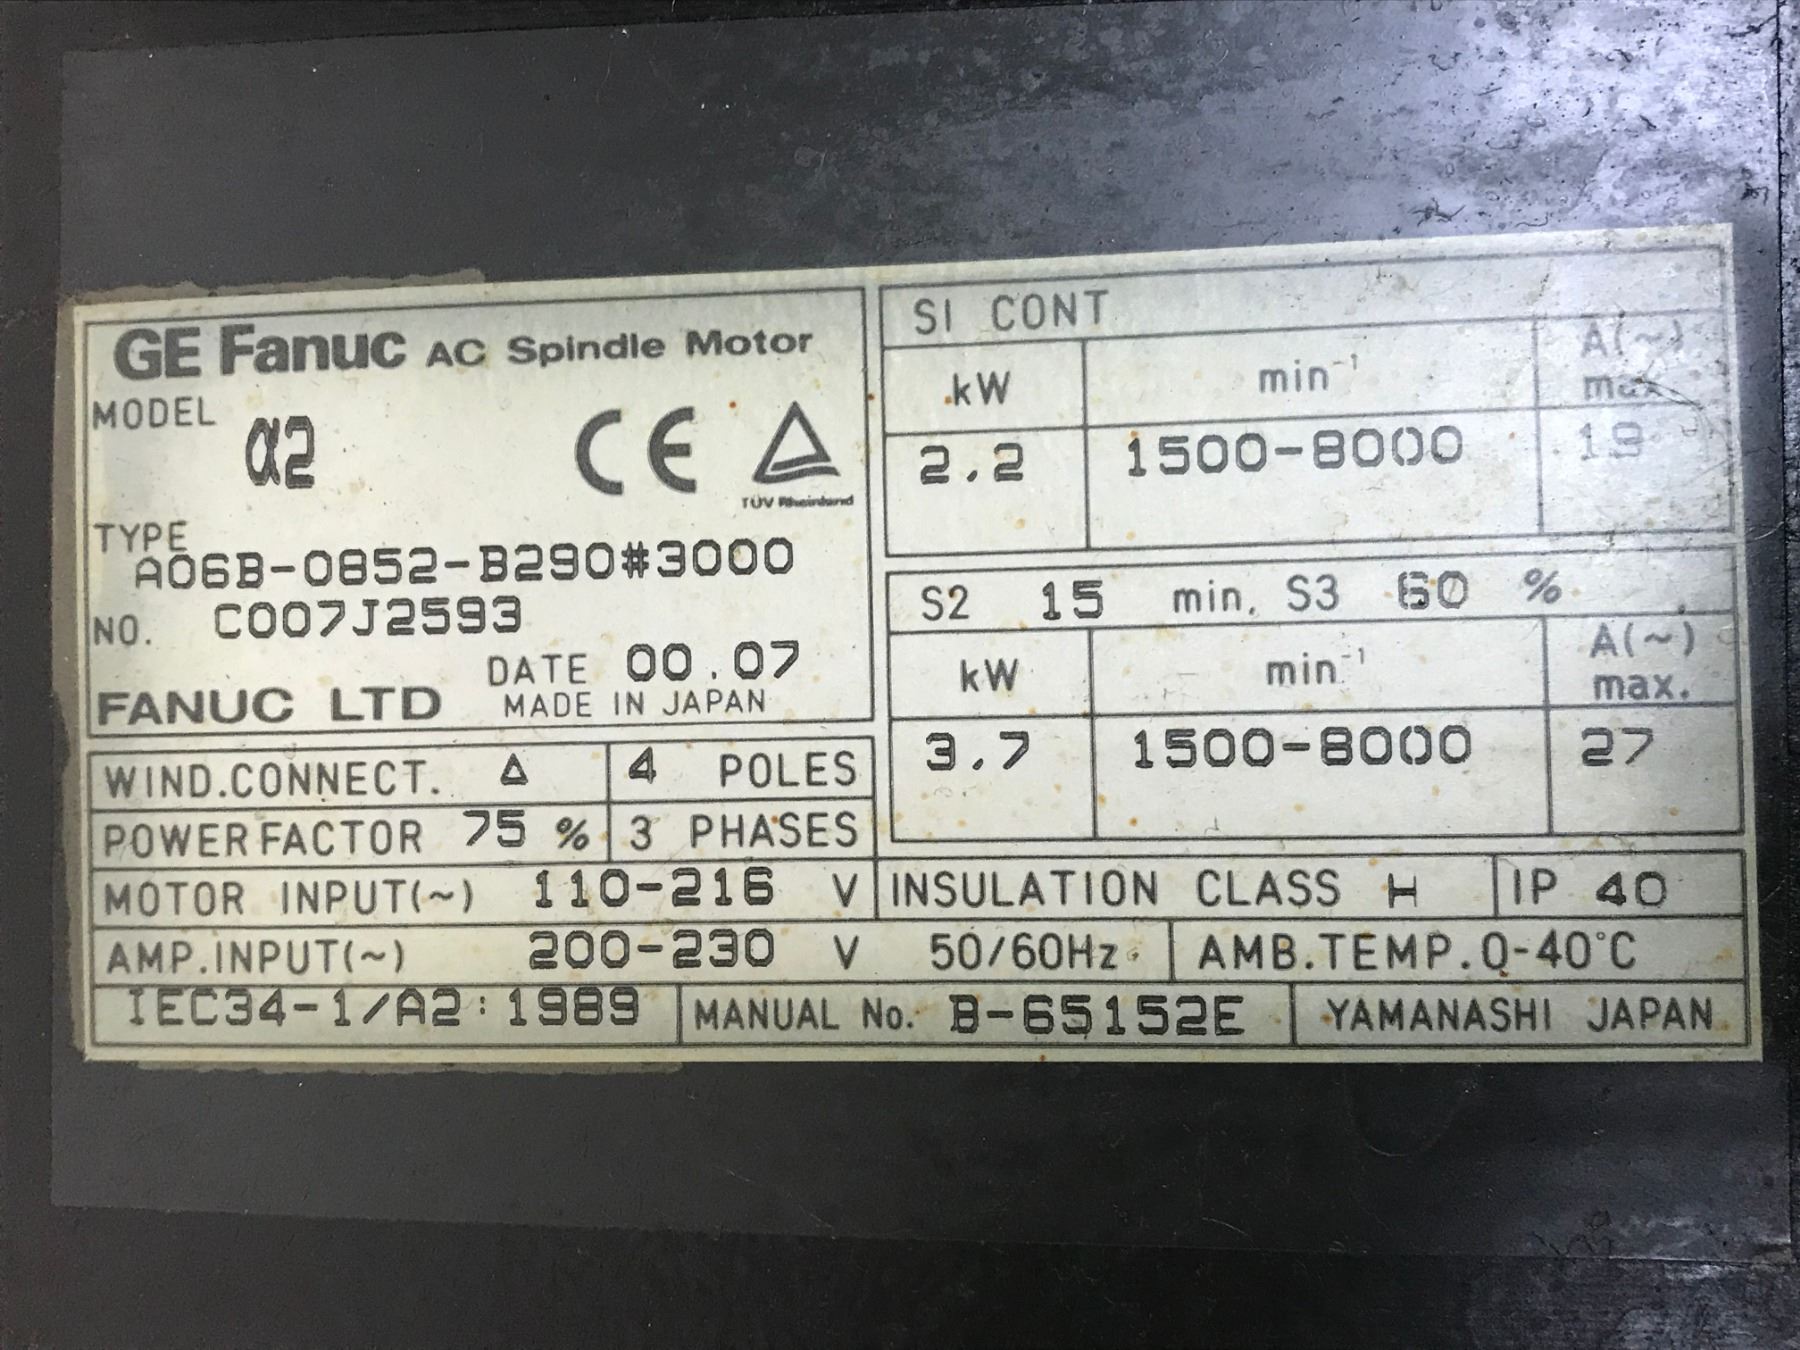 GE Fanuc AC Spindle Motor
MODEL α2
CE
TÜV Rheinland
TYPE
A06B-0852-B290#3000
NO. C007J2593
DATE 00.07
FANUC LTD MADE IN JAPAN
SI CONT
kW min⁻¹ A(~) max
2.2 1500-8000 19
S2 15 min. S3 60 %
kW min⁻¹ A(~) max.
3.7 1500-8000 27
WIND.CONNECT. Δ 4 POLES
POWER FACTOR 75 % 3 PHASES
MOTOR INPUT(~) 110-216 V INSULATION CLASS H IP 40
AMP.INPUT(~) 200-230 V 50/60Hz AMB.TEMP.0-40°C
IEC34-1/A2:1989 MANUAL No. B-65152E YAMANASHI JAPAN